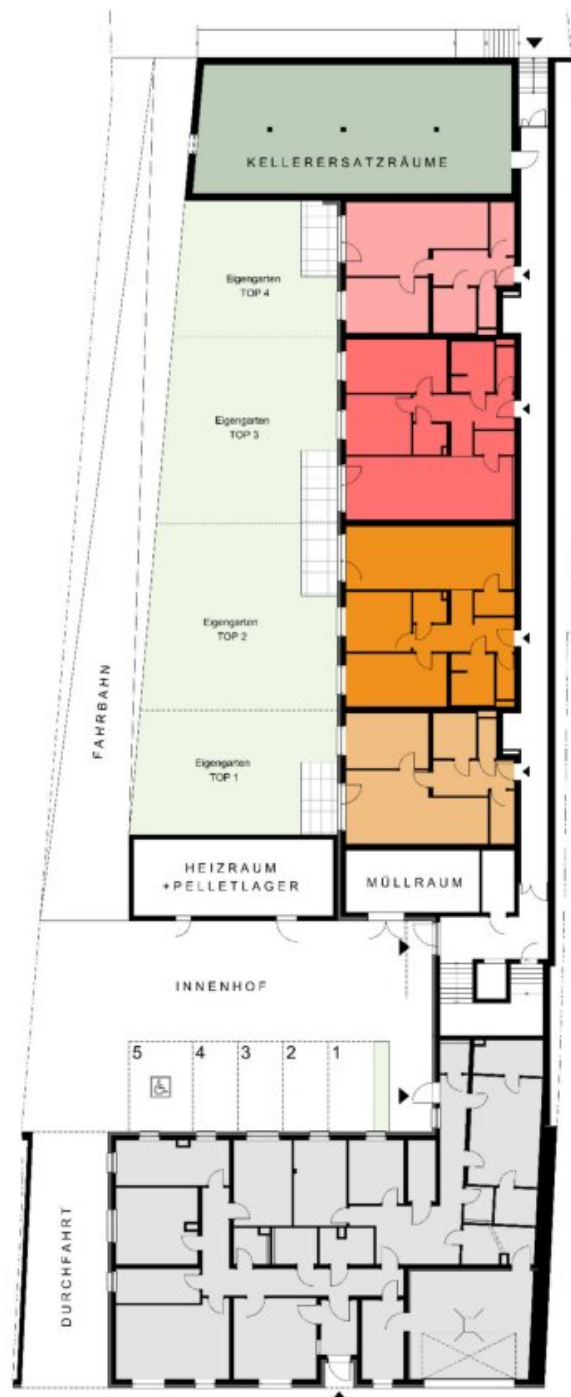 KELLERERSATZRÄUME
Eigengarten
TOP 4
Eigengarten
TOP 3
Eigengarten
TOP 2
FAHRBAHN
Eigengarten
TOP 1
HEIZRAUM
+PELLETLAGER
MÜLLRAUM
INNENHOF
5 4 3 2 1
DURCHFAHRT